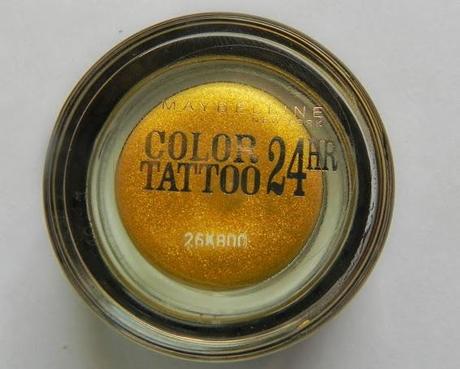 MAYBELLINE
NEW YORK
COLOR
TATTOO 24HR
26K800